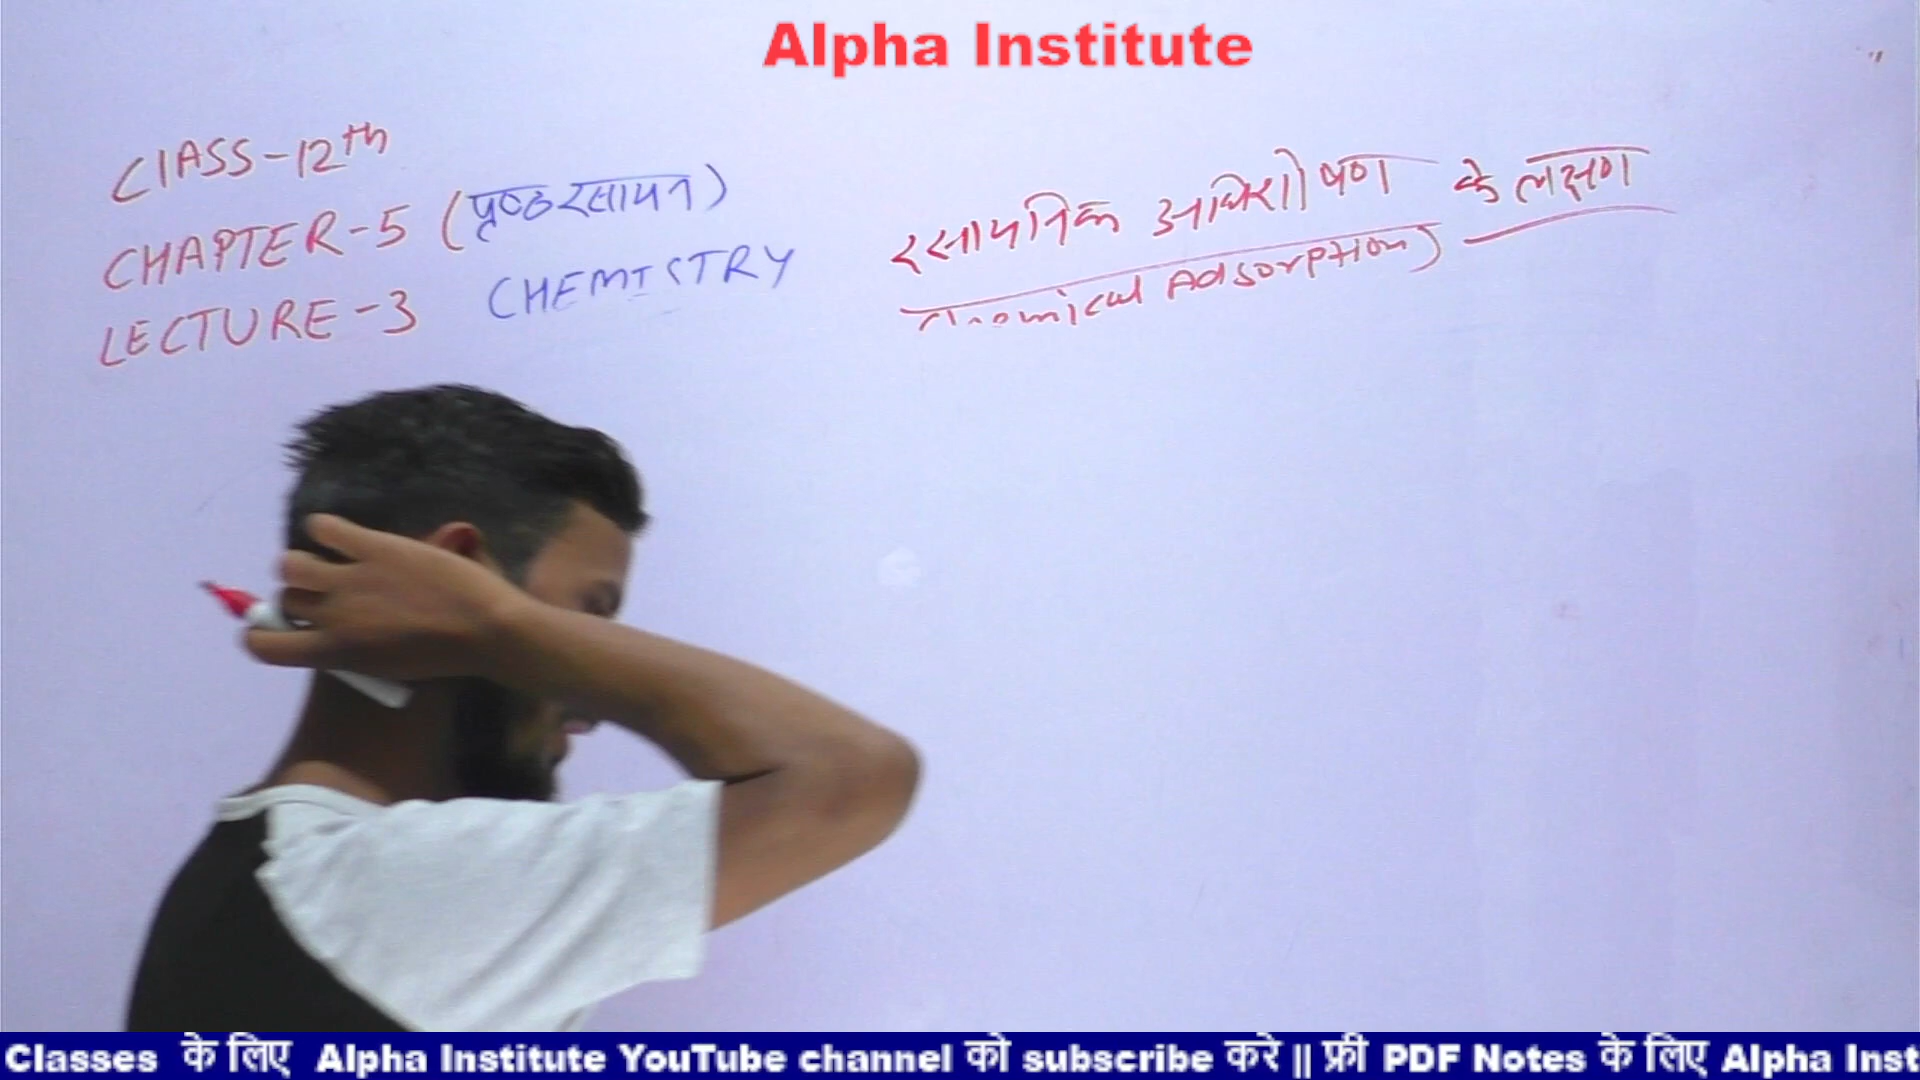 Alpha Institute
CLASS-12th
CHAPTER-5 (पृष्ठ रसायन)
LECTURE-3 CHEMISTRY
रसायनिक अधिशोषण के लक्षण
Adsorption)
Classes के लिए Alpha Institute YouTube channel को subscribe करे || फ्री PDF Notes के लिए Alpha Inst